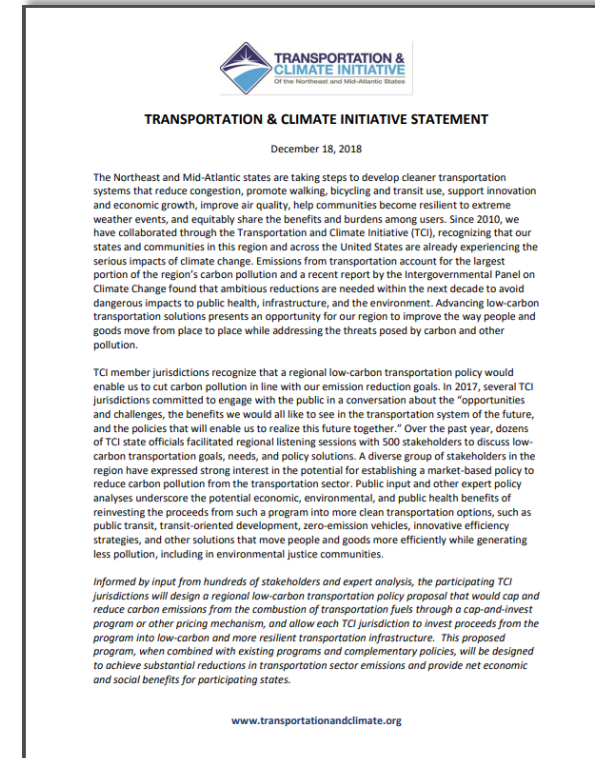 TRANSPORTATION &
CLIMATE INITIATIVE
Of the Northeast and Mid-Atlantic States
TRANSPORTATION & CLIMATE INITIATIVE STATEMENT
December 18, 2018
The Northeast and Mid-Atlantic states are taking steps to develop cleaner transportation
systems that reduce congestion, promote walking, bicycling and transit use, support innovation
and economic growth, improve air quality, help communities become resilient to extreme
weather events, and equitably share the benefits and burdens among users. Since 2010, we
have collaborated through the Transportation and Climate Initiative (TCI), recognizing that our
states and communities in this region and across the United States are already experiencing the
serious impacts of climate change. Emissions from transportation account for the largest
portion of the region's carbon pollution and a recent report by the Intergovernmental Panel on
Climate Change found that ambitious reductions are needed within the next decade to avoid
dangerous impacts to public health, infrastructure, and the environment. Advancing low-carbon
transportation solutions presents an opportunity for our region to improve the way people and
goods move from place to place while addressing the threats posed by carbon and other
pollution.
TCI member jurisdictions recognize that a regional low-carbon transportation policy would
enable us to cut carbon pollution in line with our emission reduction goals. In 2017, several TCI
jurisdictions committed to engage with the public in a conversation about the “opportunities
and challenges, the benefits we would all like to see in the transportation system of the future,
and the policies that will enable us to realize this future together.” Over the past year, dozens
of TCI state officials facilitated regional listening sessions with 500 stakeholders to discuss low-
carbon transportation goals, needs, and policy solutions. A diverse group of stakeholders in the
region have expressed strong interest in the potential for establishing a market-based policy to
reduce carbon pollution from the transportation sector. Public input and other expert policy
analyses underscore the potential economic, environmental, and public health benefits of
reinvesting the proceeds from such a program into more clean transportation options, such as
public transit, transit-oriented development, zero-emission vehicles, innovative efficiency
strategies, and other solutions that move people and goods more efficiently while generating
less pollution, including in environmental justice communities.
Informed by input from hundreds of stakeholders and expert analysis, the participating TCI
jurisdictions will design a regional low-carbon transportation policy proposal that would cap and
reduce carbon emissions from the combustion of transportation fuels through a cap-and-invest
program or other pricing mechanism, and allow each TCI jurisdiction to invest proceeds from the
program into low-carbon and more resilient transportation infrastructure. This proposed
program, when combined with existing programs and complementary policies, will be designed
to achieve substantial reductions in transportation sector emissions and provide net economic
and social benefits for participating states.
www.transportationandclimate.org